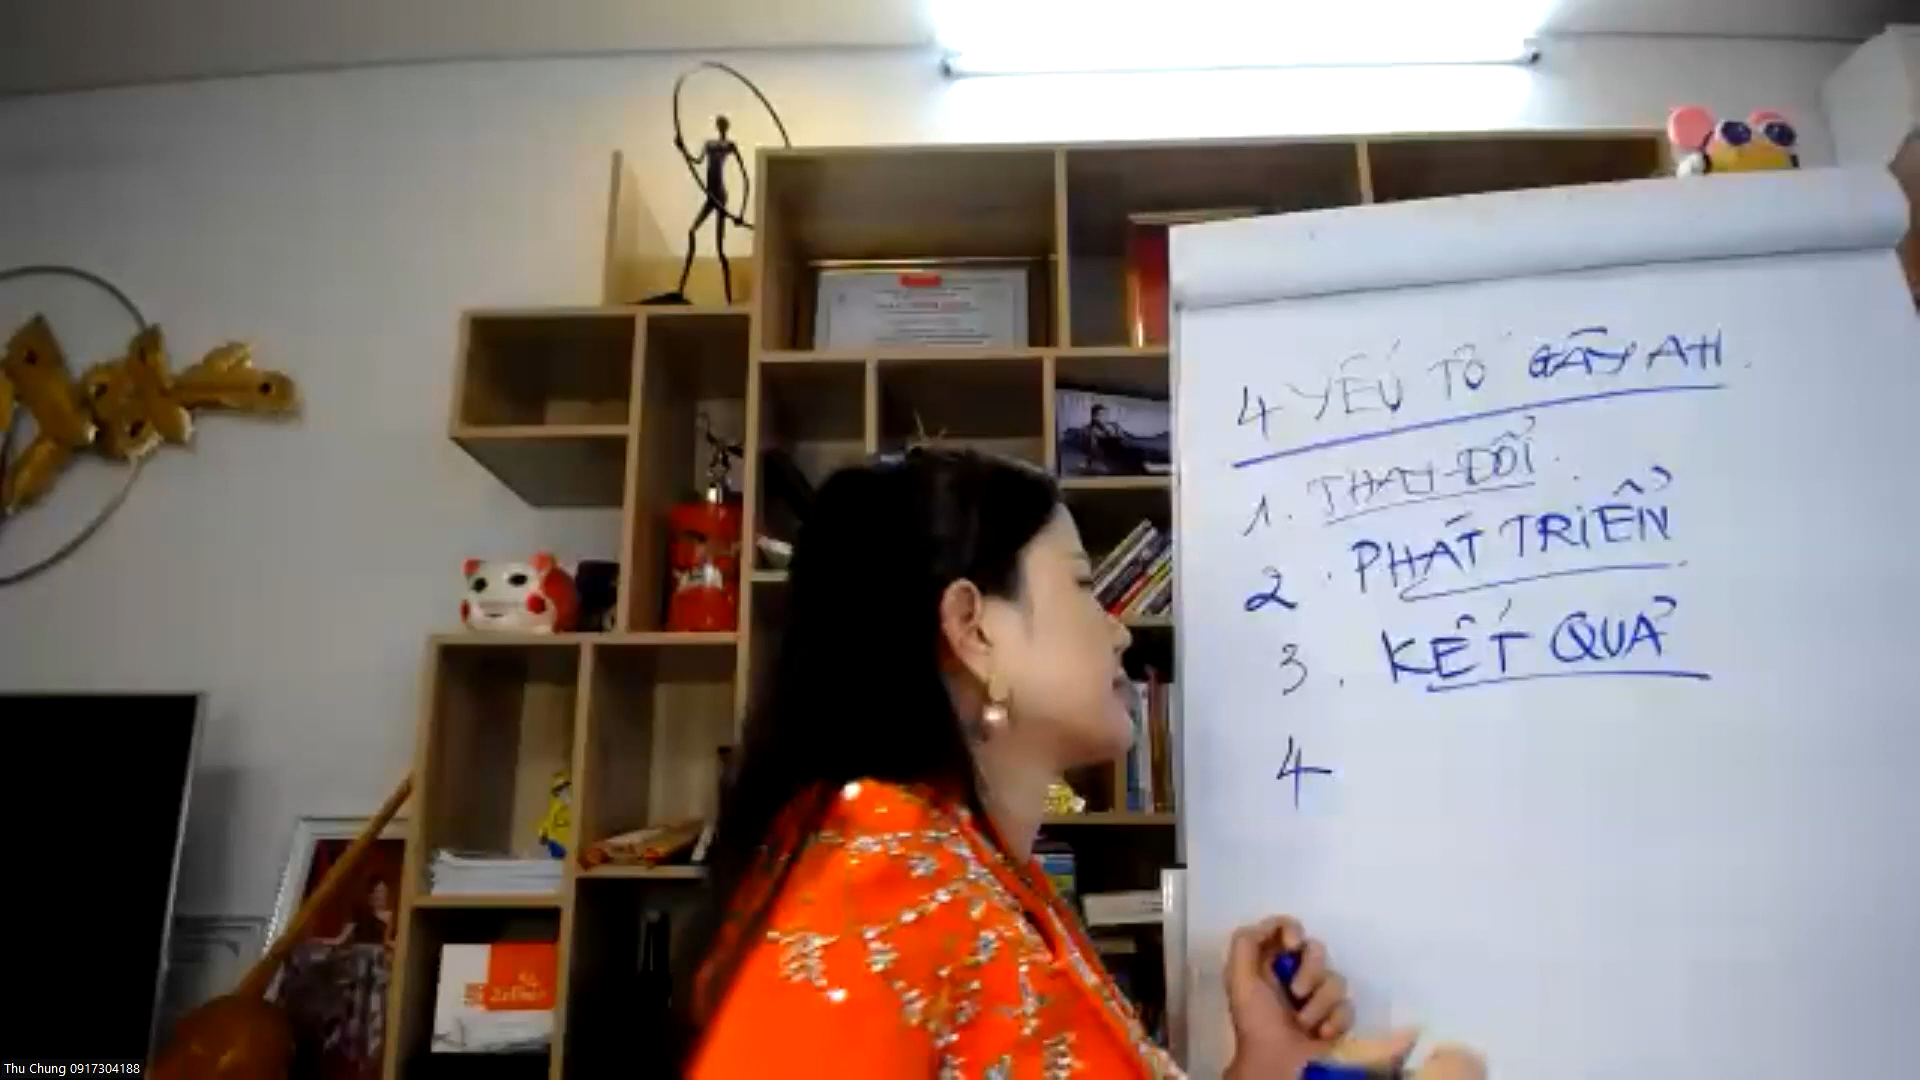 4 YẾU TỐ GÂY AH.
1. THAY ĐỔI.
2. PHÁT TRIỂN
3. KẾT QUẢ
4
Thu Chung 0917304188